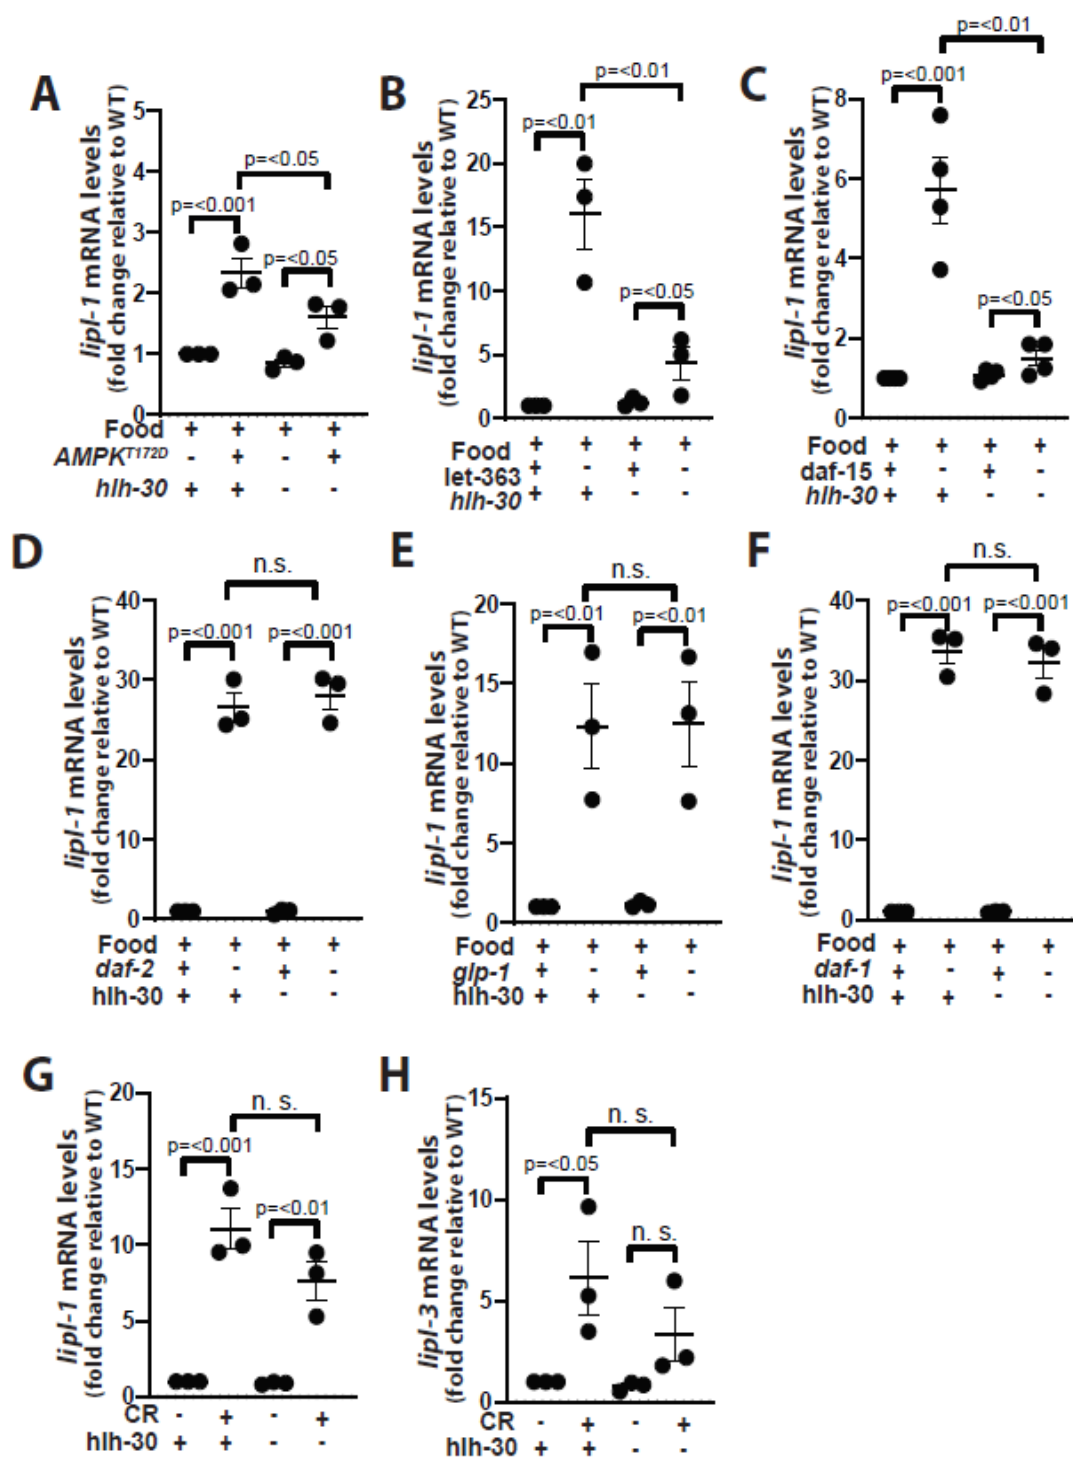 A
lipl-1 mRNA levels
(fold change relative to WT)
5
4
3
2
1
0
p=<0.001
p=<0.05
p=<0.05
Food + + + +
AMPKT172D - + - +
hlh-30 + + - -
B
lipl-1 mRNA levels
(fold change relative to WT)
25
20
15
10
5
0
p=<0.01
p=<0.01
p=<0.05
Food + + + +
let-363 + - + -
hlh-30 + + - -
C
lipl-1 mRNA levels
(fold change relative to WT)
8
6
4
2
0
p=<0.01
p=<0.001
p=<0.05
Food + + + +
daf-15 + - + -
hlh-30 + + - -
D
lipl-1 mRNA levels
(fold change relative to WT)
40
30
20
10
0
n.s.
p=<0.001 p=<0.001
Food + + + +
daf-2 + - + -
hlh-30 + + - -
E
lipl-1 mRNA levels
(fold change relative to WT)
20
15
10
5
0
n.s.
p=<0.01 p=<0.01
Food + + + +
glp-1 + - + -
hlh-30 + + - -
F
lipl-1 mRNA levels
(fold change relative to WT)
40
30
20
10
0
n.s.
p=<0.001 p=<0.001
Food + + + +
daf-1 + - + -
hlh-30 + + - -
G
lipl-1 mRNA levels
(fold change relative to WT)
20
15
10
5
0
n. s.
p=<0.001
p=<0.01
CR - + - +
hlh-30 + + - -
H
lipl-3 mRNA levels
(fold change relative to WT)
15
10
5
0
n. s.
p=<0.05
n. s.
CR - + - +
hlh-30 + + - -